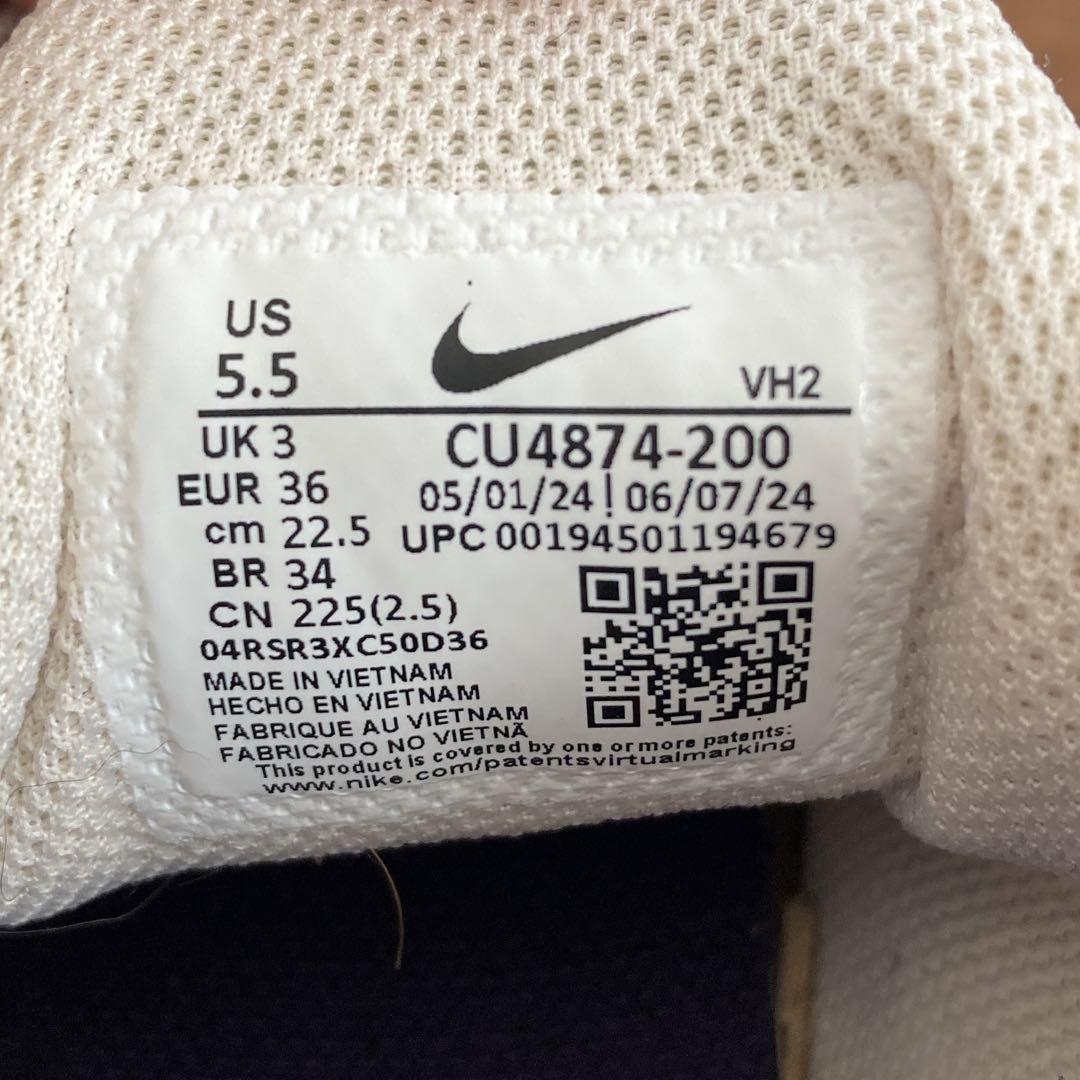 US
5.5
VH2
UK 3
CU4874-200
EUR 36
05/01/24 | 06/07/24
cm 22.5
UPC 001945011946​79
BR 34
CN 225(2.5)
04RSR3XC50D36
MADE IN VIETNAM
HECHO EN VIETNAM
FABRIQUE AU VIETNAM
FABRICADO NO VIETNÃ
This product is covered by one or more patents:
www.nike.com/patentsvirtualmarking